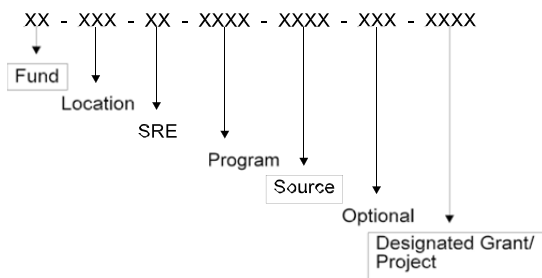 XX - XXX - XX - XXXX - XXXX - XXX - XXXX
Fund
Location
SRE
Program
Source
Optional
Designated Grant/
Project